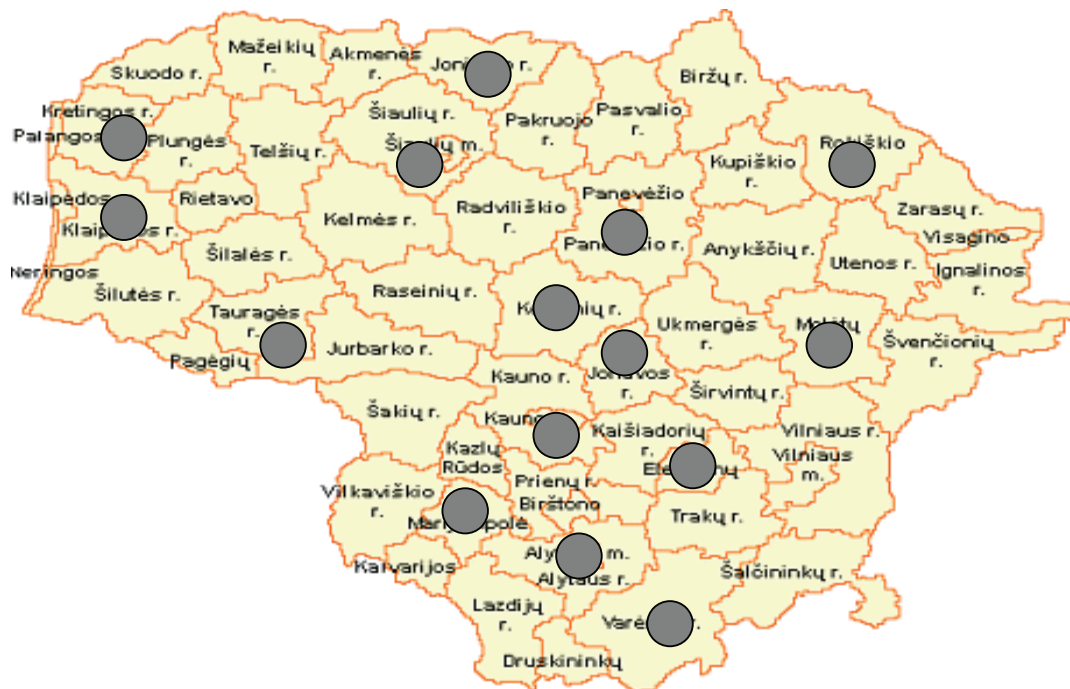 Mažeikių
r.
Akmenės
r.
Skuodo r.
Biržų r.
Kretingos r.
Palangos
Plungės
r.
Telšių r.
Šiaulių r.
Pakruojo
r.
Pasvalio
r.
Kupiškio
r.
Zarasų r.
Visagino
Ignalinos
r.
Klaipėdos
Rietavo
Kelmės r.
Radviliškio
r.
Panevėžio
Anykščių r.
Utenos r.
Neringos
Šilutės r.
Šilalės r.
Raseinių r.
Tauragės
r.
Pagėgių
Jurbarko r.
Ukmergės
r.
Švenčionių
r.
Kauno r.
r.
Širvintų r.
Šakių r.
Kaišiadorių
r.
Vilniaus r.
Vilniaus
m.
Kazlų
Rūdos
Prienų r.
Birštono
Vilkaviškio
r.
Trakų r.
Kalvarijos
Alytaus r.
Šalčininkų r.
Lazdijų
r.
Druskininkų